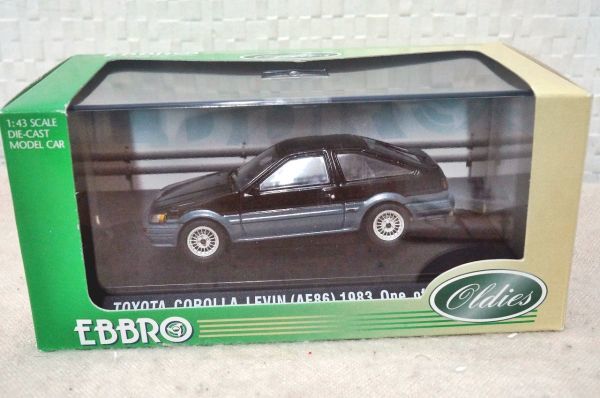 1:43 SCALE
DIE-CAST
MODEL CAR
TOYOTA COROLLA LEVIN (AE86) 1983 One of
Oldies
EBBRO